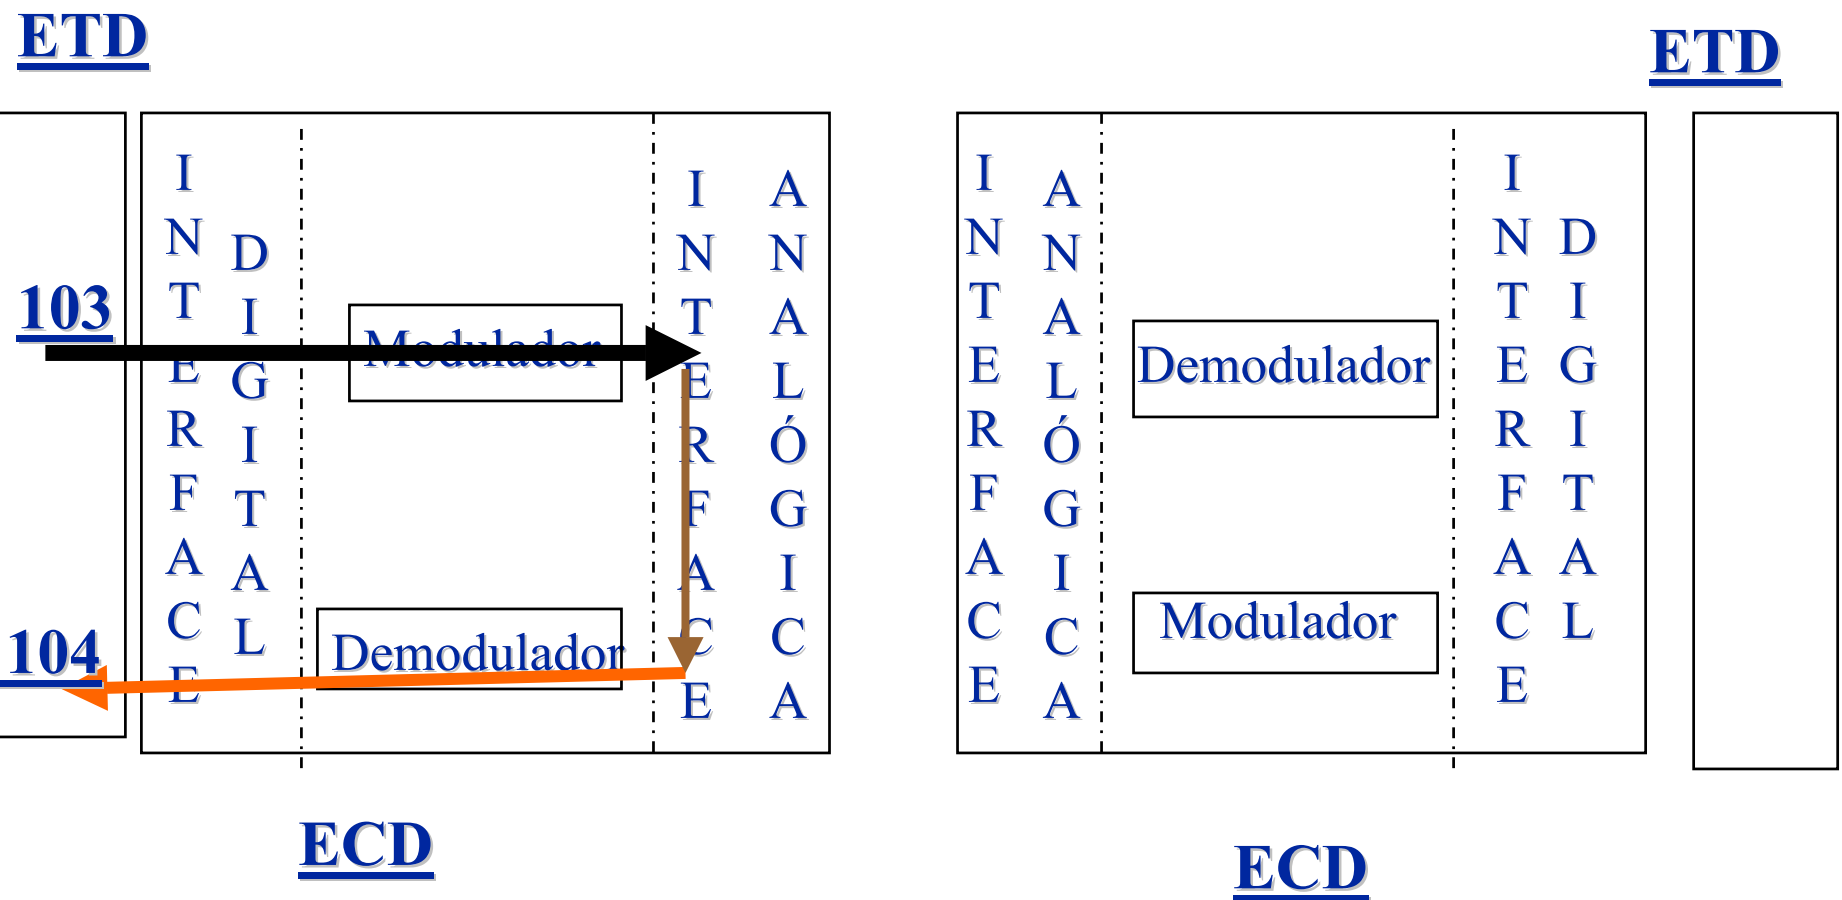 ETD
ETD
INTERFACE
DIGITAL
INTERFACE
ANALÓGICA
INTERFACE
ANALÓGICA
INTERFACE
DIGITAL
103
Modulador
Demodulador
104
Demodulador
Modulador
ECD
ECD